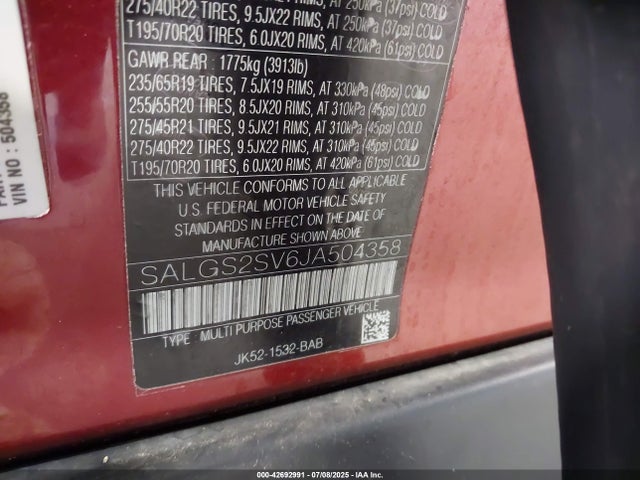 275/40R22 TIRES, 9.5JX22 RIMS, AT 250kPa (37psi) COLD
T195/70R20 TIRES, 6.0JX20 RIMS, AT 420kPa (61psi) COLD
GAWR REAR : 1775kg (3913lb)
235/65R19 TIRES, 7.5JX19 RIMS, AT 330kPa (48psi) COLD
255/55R20 TIRES, 8.5JX20 RIMS, AT 310kPa (45psi) COLD
275/45R21 TIRES, 9.5JX21 RIMS, AT 310kPa (45psi) COLD
275/40R22 TIRES, 9.5JX22 RIMS, AT 310kPa (45psi) COLD
T195/70R20 TIRES, 6.0JX20 RIMS, AT 420kPa (61psi) COLD
THIS VEHICLE CONFORMS TO ALL APPLICABLE
U.S. FEDERAL MOTOR VEHICLE SAFETY
STANDARDS IN EFFECT ON THE DATE OF
MANUFACTURE SHOWN ABOVE
SALGS2SV6JA504358
TYPE : MULTI PURPOSE PASSENGER VEHICLE
JK52-1532-BAB
VIN NO : 504358
000-42692991 - 07/08/2025 - IAA Inc.